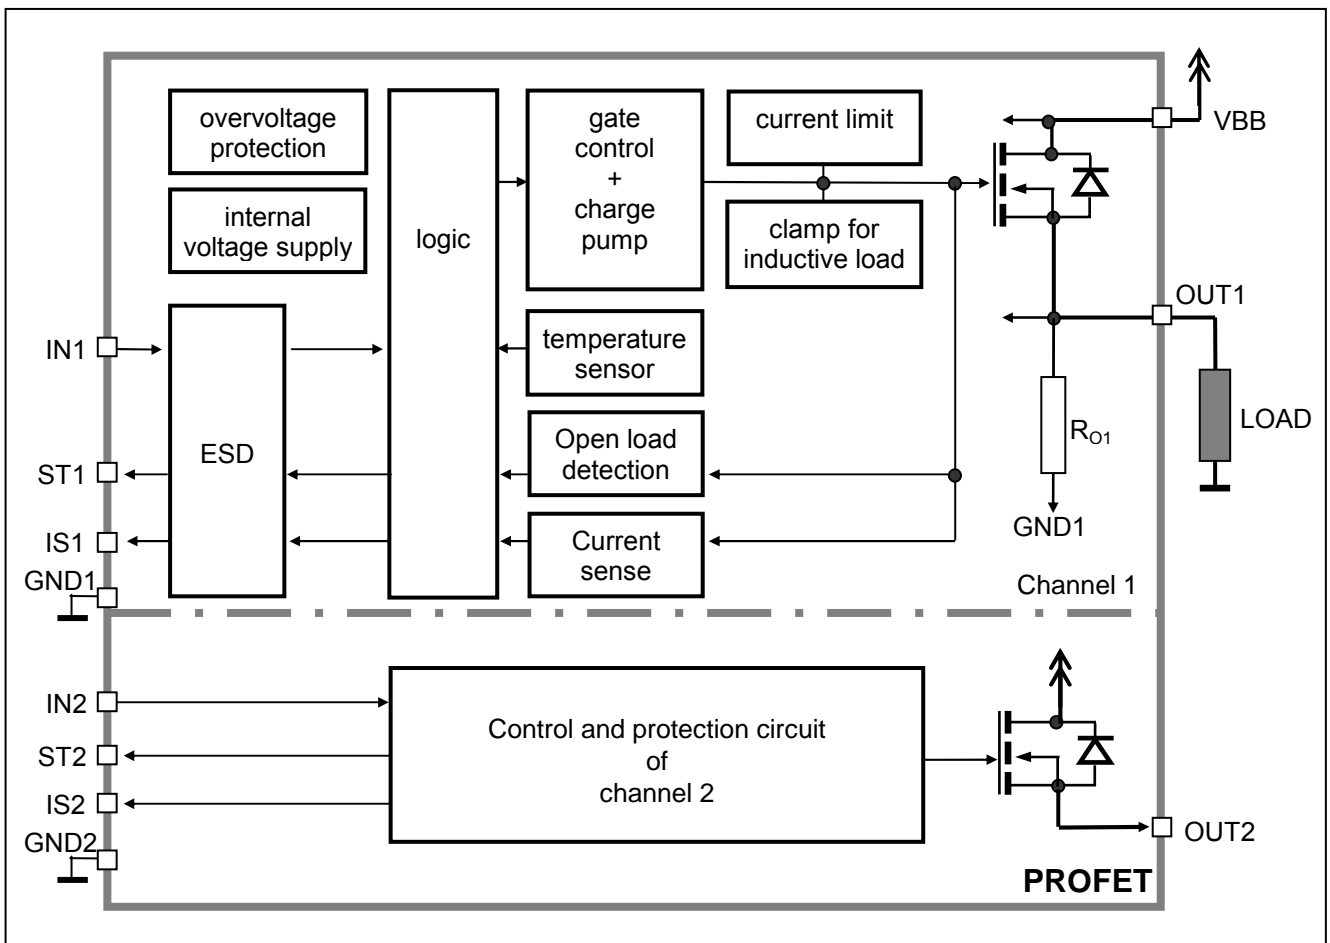 overvoltage
protection
internal
voltage supply
logic
gate
control
+
charge
pump
current limit
clamp for
inductive load
VBB
OUT1
IN1
ESD
temperature
sensor
Open load
detection
Current
sense
R_O1
LOAD
GND1
ST1
IS1
GND1
Channel 1
IN2
ST2
IS2
GND2
Control and protection circuit
of
channel 2
OUT2
PROFET